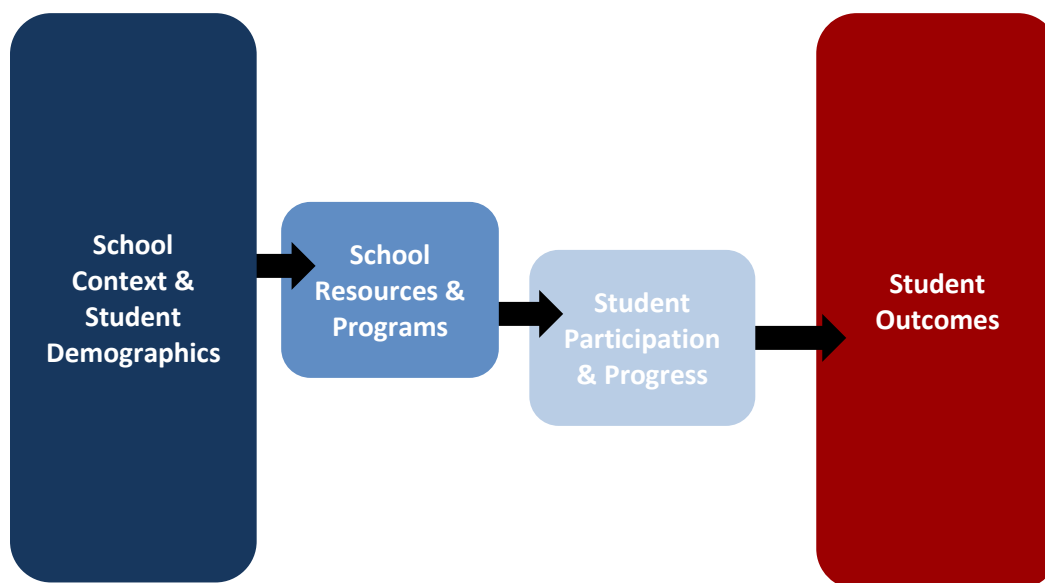 School
Context &
Student
Demographics
School
Resources &
Programs
Student
Participation
& Progress
Student
Outcomes